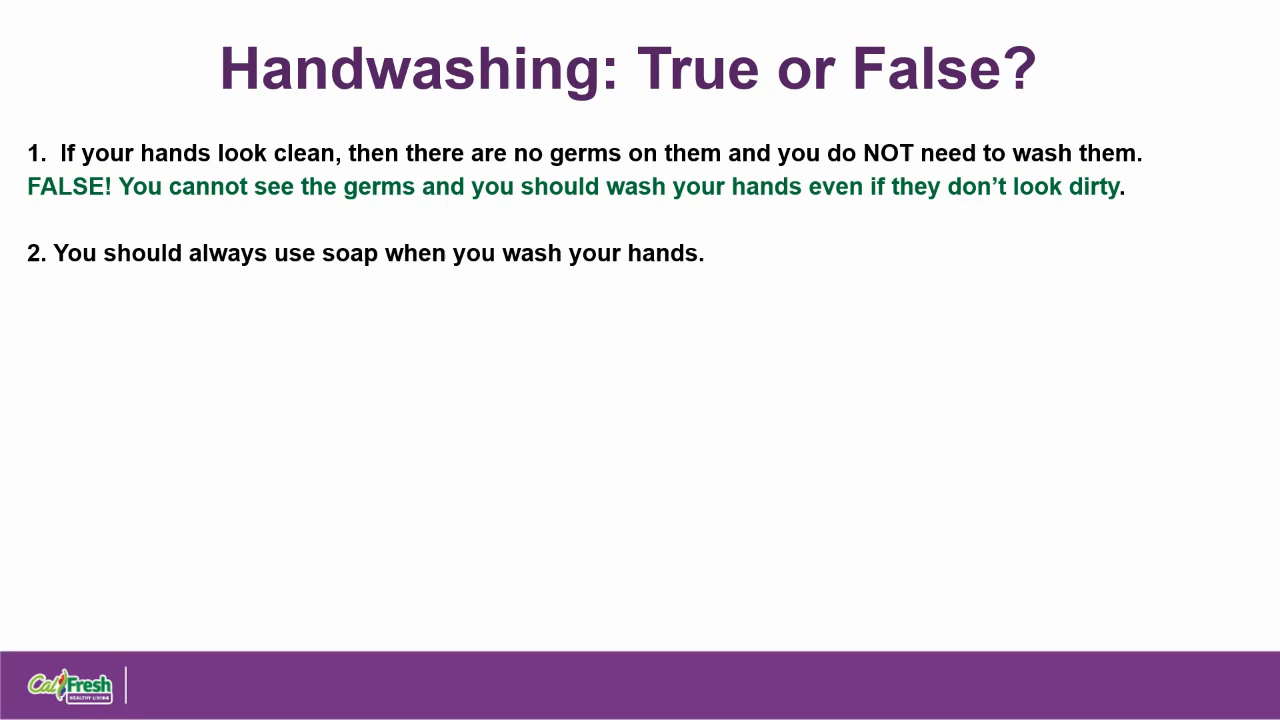 Handwashing: True or False?
1. If your hands look clean, then there are no germs on them and you do NOT need to wash them.
FALSE! You cannot see the germs and you should wash your hands even if they don’t look dirty.
2. You should always use soap when you wash your hands.
CalFresh
HEALTHY LIVING